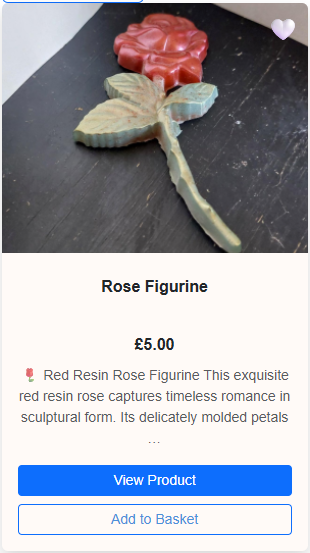 Rose Figurine
£5.00
🌷 Red Resin Rose Figurine This exquisite
red resin rose captures timeless romance in
sculptural form. Its delicately molded petals
...
View Product
Add to Basket